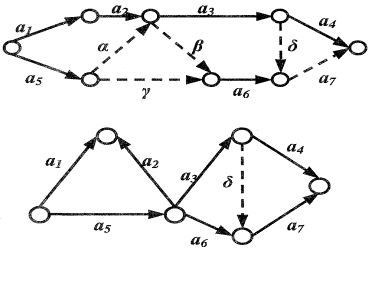 a₁ a₂ a₃ a₄
α β δ
a₅ γ a₆ a₇
a₁ a₂ a₃ a₄
δ
a₅ a₆ a₇